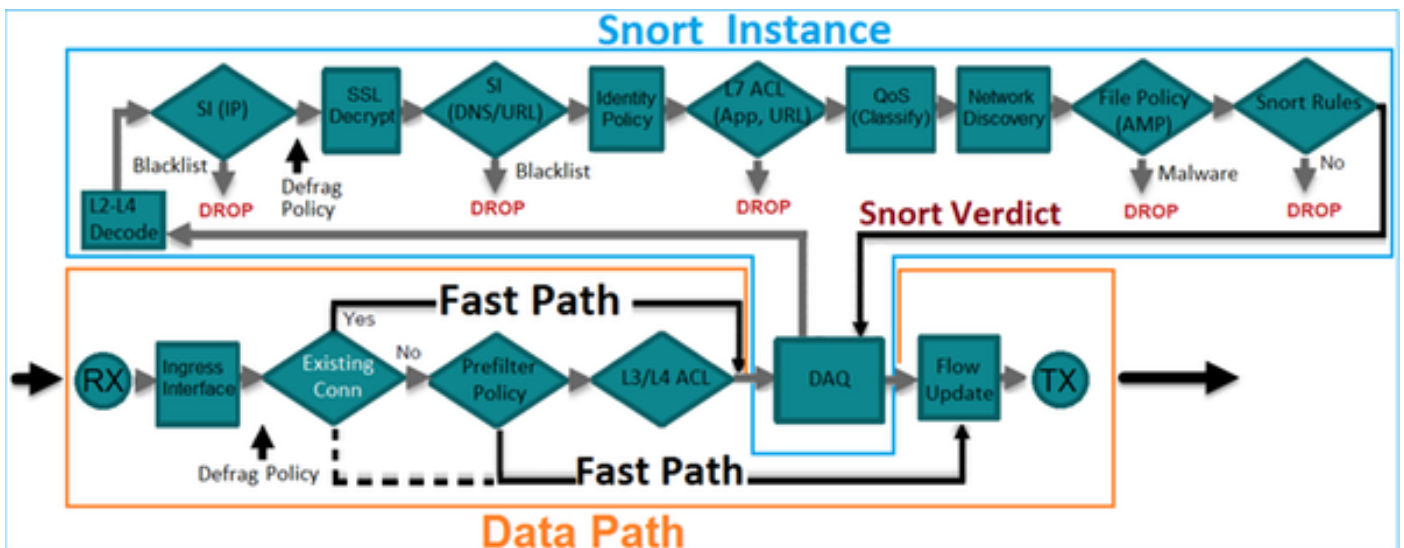 Snort Instance
SI (IP)
SSL
Decrypt
SI
(DNS/URL)
Identity
Policy
L7 ACL
(App, URL)
QoS
(Classify)
Network
Discovery
File Policy
(AMP)
Snort Rules
Blacklist
DROP
Defrag
Policy
Blacklist
DROP
DROP
Malware
DROP
No
DROP
L2-L4
Decode
Snort Verdict
Fast Path
Yes
RX
Ingress
Interface
Existing
Conn
No
Prefilter
Policy
L3/L4 ACL
DAQ
Flow
Update
TX
Defrag Policy
Fast Path
Data Path